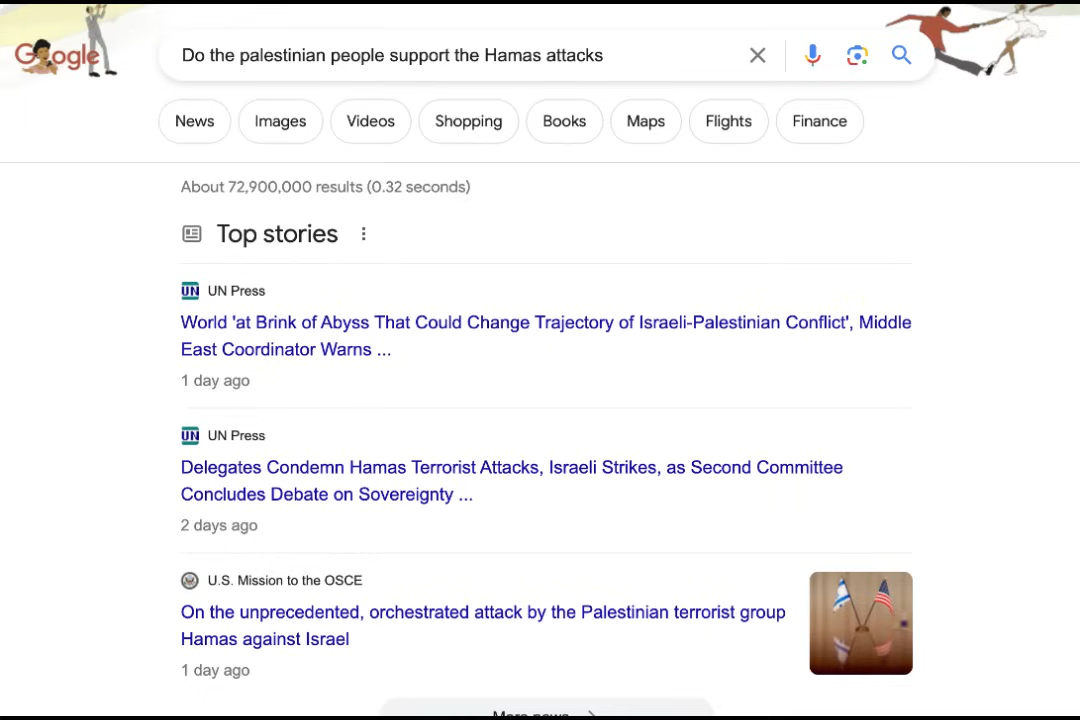 Google
Do the palestinian people support the Hamas attacks
News Images Videos Shopping Books Maps Flights Finance
About 72,900,000 results (0.32 seconds)
Top stories
UN UN Press
World 'at Brink of Abyss That Could Change Trajectory of Israeli-Palestinian Conflict', Middle
East Coordinator Warns ...
1 day ago
UN UN Press
Delegates Condemn Hamas Terrorist Attacks, Israeli Strikes, as Second Committee
Concludes Debate on Sovereignty ...
2 days ago
U.S. Mission to the OSCE
On the unprecedented, orchestrated attack by the Palestinian terrorist group
Hamas against Israel
1 day ago
More news